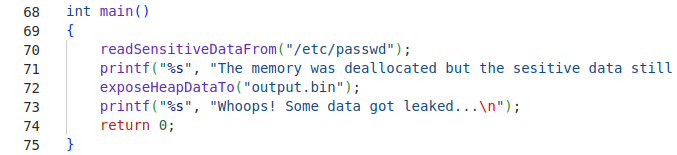 68 int main()
69 {
70 readSensitiveDataFrom("/etc/passwd");
71 printf("%s", "The memory was deallocated but the sesitive data still
72 exposeHeapDataTo("output.bin");
73 printf("%s", "Whoops! Some data got leaked...\n");
74 return 0;
75 }